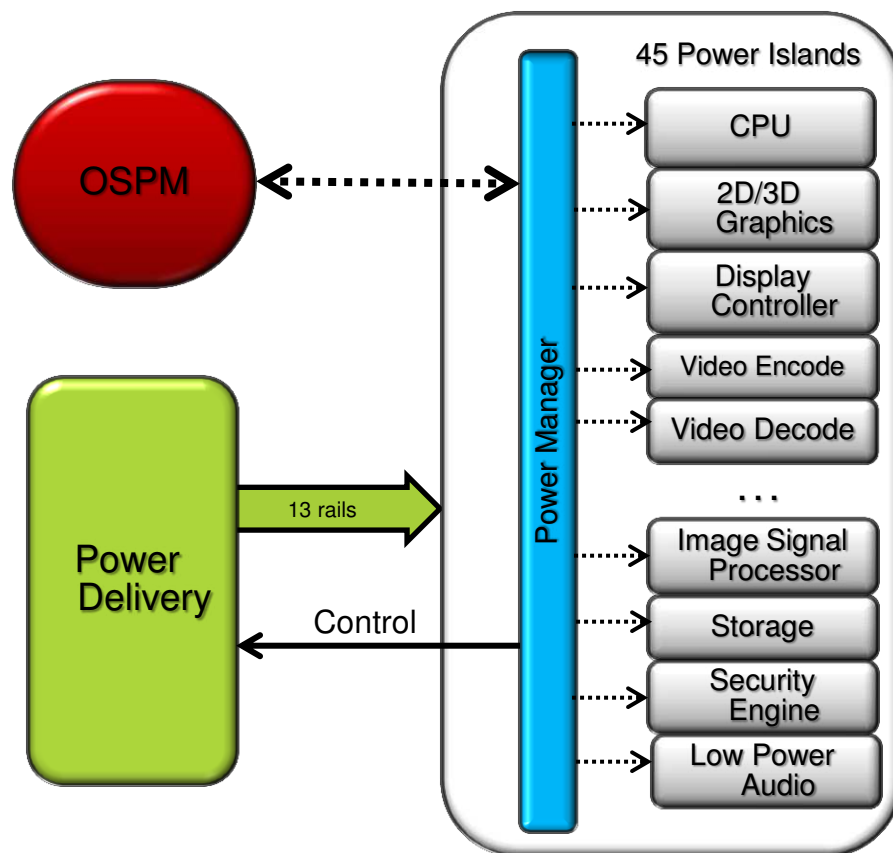 45 Power Islands
OSPM
Power Manager
CPU
2D/3D
Graphics
Display
Controller
Video Encode
Video Decode
...
13 rails
Power
Delivery
Control
Image Signal
Processor
Storage
Security
Engine
Low Power
Audio